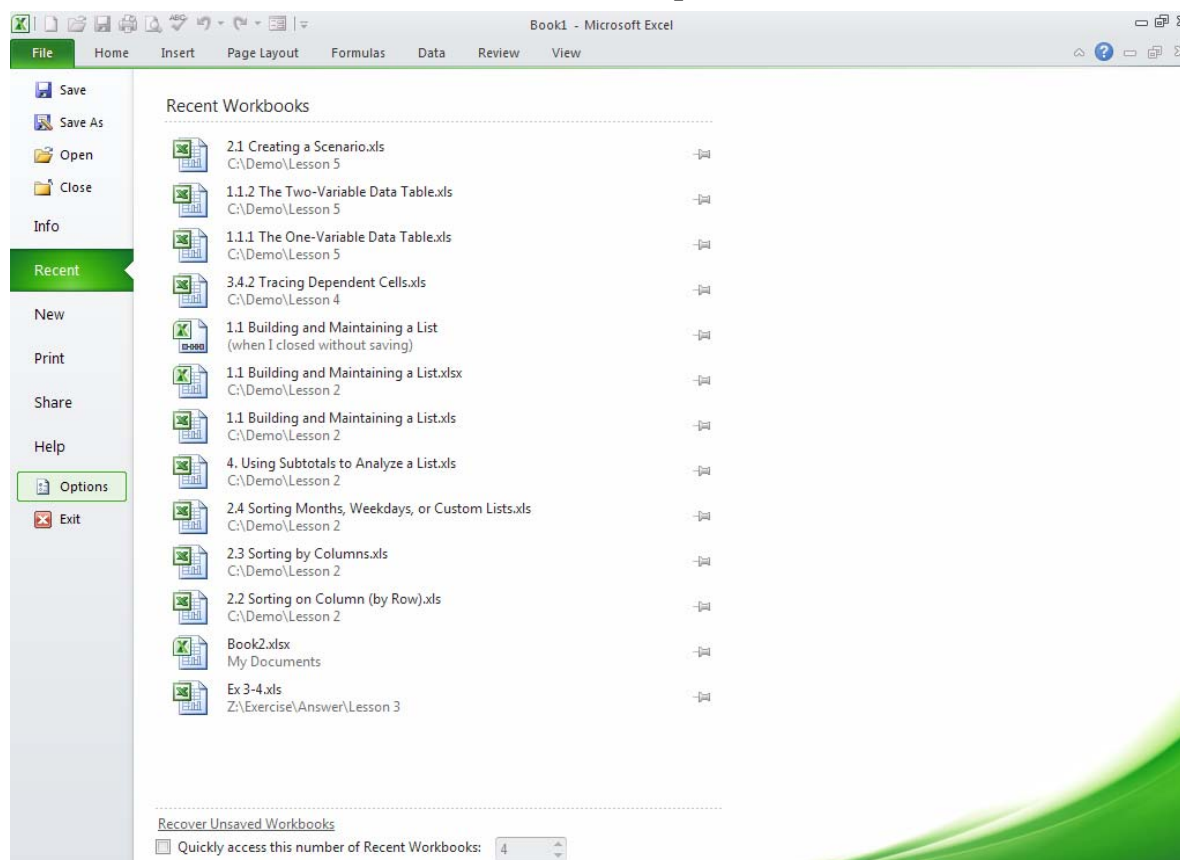 Book1 - Microsoft Excel
File Home Insert Page Layout Formulas Data Review View
Save
Save As
Open
Close
Info
Recent
New
Print
Share
Help
Options
Exit
Recent Workbooks
2.1 Creating a Scenario.xls
C:\Demo\Lesson 5
1.1.2 The Two-Variable Data Table.xls
C:\Demo\Lesson 5
1.1.1 The One-Variable Data Table.xls
C:\Demo\Lesson 5
3.4.2 Tracing Dependent Cells.xls
C:\Demo\Lesson 4
1.1 Building and Maintaining a List
(when I closed without saving)
1.1 Building and Maintaining a List.xlsx
C:\Demo\Lesson 2
1.1 Building and Maintaining a List.xls
C:\Demo\Lesson 2
4. Using Subtotals to Analyze a List.xls
C:\Demo\Lesson 2
2.4 Sorting Months, Weekdays, or Custom Lists.xls
C:\Demo\Lesson 2
2.3 Sorting by Columns.xls
C:\Demo\Lesson 2
2.2 Sorting on Column (by Row).xls
C:\Demo\Lesson 2
Book2.xlsx
My Documents
Ex 3-4.xls
Z:\Exercise\Answer\Lesson 3
Recover Unsaved Workbooks
Quickly access this number of Recent Workbooks: 4